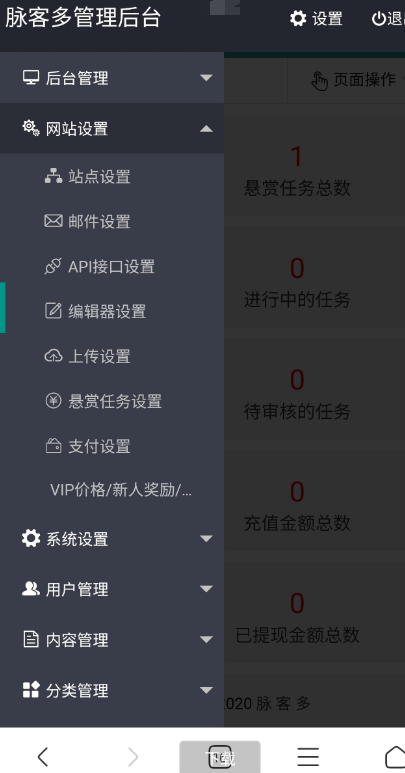 脉客多管理后台 设置 退
后台管理
页面操作
网站设置
1
站点设置
悬赏任务总数
邮件设置
API接口设置
0
进行中的任务
编辑器设置
上传设置
0
悬赏任务设置
待审核的任务
支付设置
VIP价格/新人奖励/...
0
充值金额总数
系统设置
用户管理
0
内容管理
已提现金额总数
分类管理
2020 脉 客 多
下载